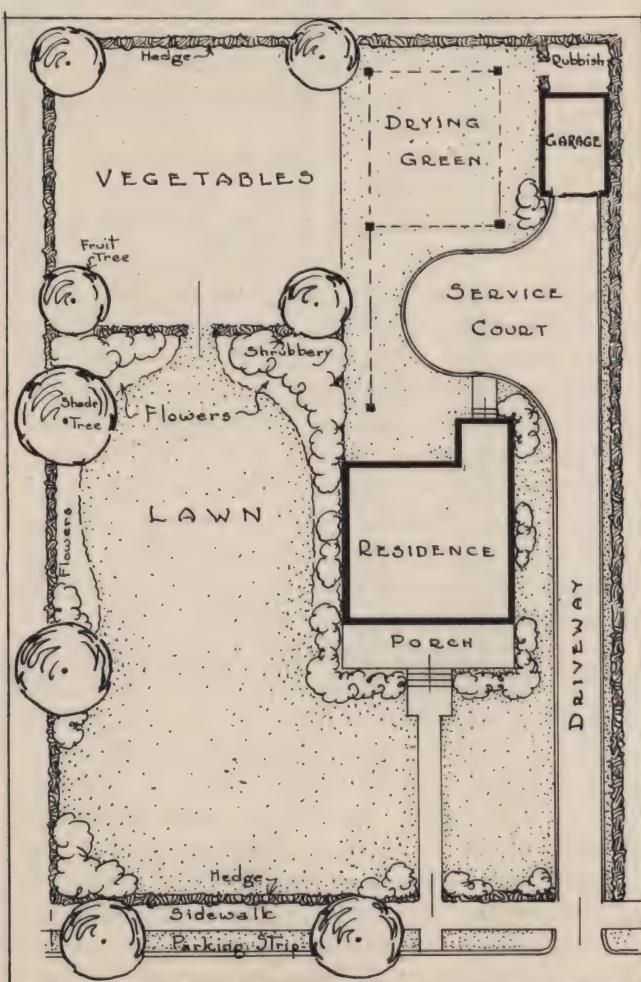 Hedge
Rubbish
DRYING
GREEN
GARAGE
VEGETABLES
Fruit
Tree
SERVICE
COURT
Shrubbery
Shade
Tree
Flowers
LAWN
Flowers
RESIDENCE
PORCH
DRIVEWAY
Hedge
Sidewalk
Parking Strip